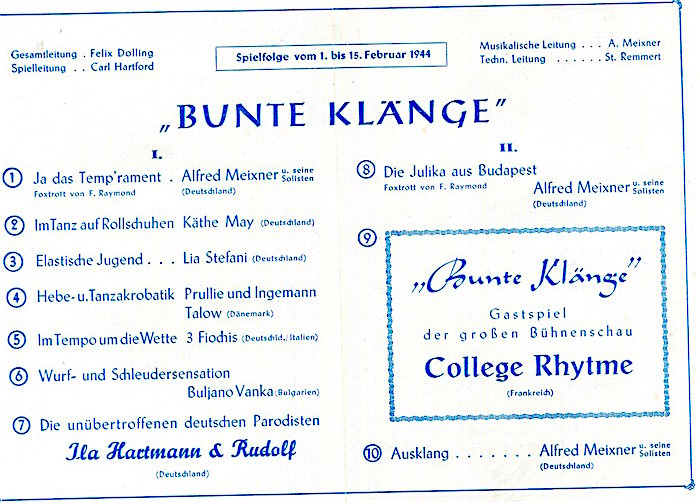 Gesamtleitung . Felix Dolling
Spielleitung . . Carl Hartford
Spielfolge vom 1. bis 15. Februar 1944
Musikalische Leitung . . . A. Meixner
Techn. Leitung . . . . . . St. Remmert
„BUNTE KLÄNGE”
I.
1 Ja das Temp'rament . Alfred Meixner u. seine Solisten
Foxtrott von F. Raymond (Deutschland)
2 Im Tanz auf Rollschuhen Käthe May (Deutschland)
3 Elastische Jugend . . . Lia Stefani (Deutschland)
4 Hebe- u. Tanzakrobatik Prullie und Ingemann
Talow (Dänemark)
5 Im Tempo um die Wette 3 Fiochis (Deutschld./Italien)
6 Wurf- und Schleudersensation
Buljano Vanka (Bulgarien)
7 Die unübertroffenen deutschen Parodisten
Ila Hartmann & Rudolf
(Deutschland)
II.
8 Die Julika aus Budapest
Foxtrott von F. Raymond
Alfred Meixner u. seine Solisten
(Deutschland)
9
„Bunte Klänge”
Gastspiel
der großen Bühnenschau
College Rhytme
(Frankreich)
10 Ausklang . . . . . . . Alfred Meixner u. seine Solisten
(Deutschland)